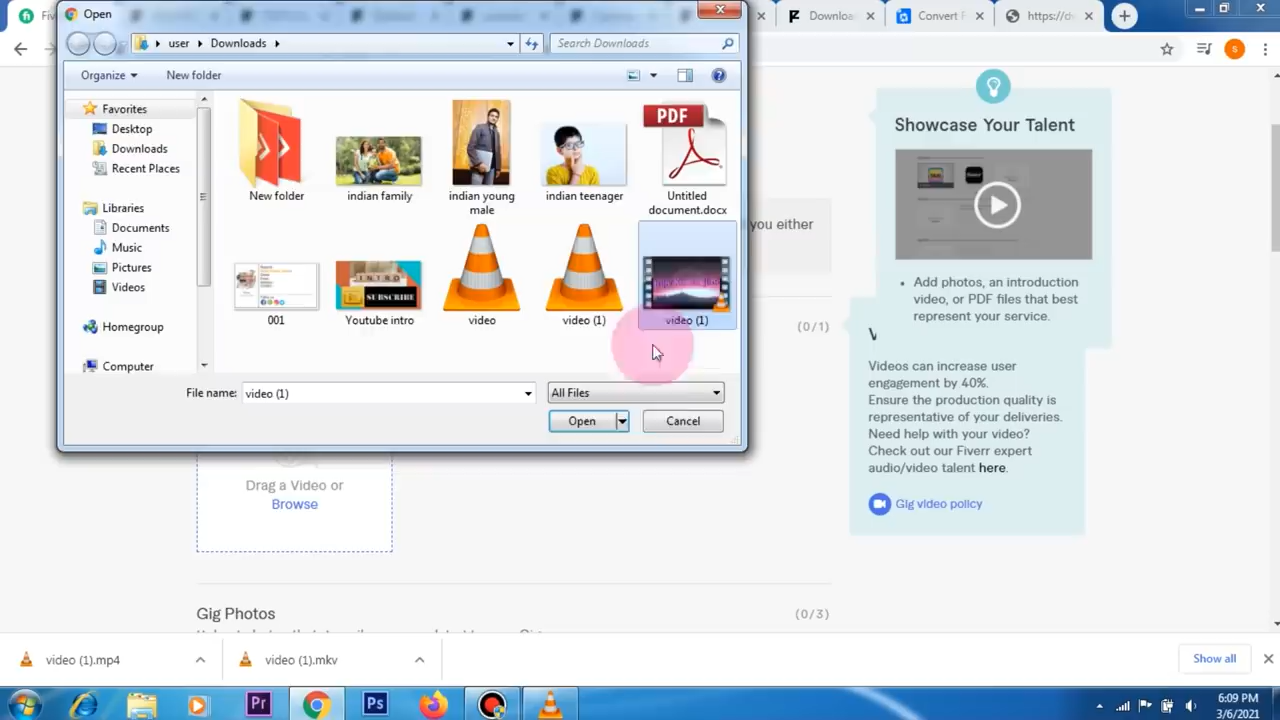 Open
Fiv
Downloa
Convert F
https://d
user
Downloads
Search Downloads
Organize
New folder
Favorites
Desktop
Downloads
Recent Places
Libraries
Documents
Music
Pictures
Videos
Homegroup
Computer
New folder
indian family
indian young
male
indian teenager
PDF
Untitled
document.docx
001
INTRO
SUBSCRIBE
Youtube intro
video
video (1)
video (1)
File name:
video (1)
All Files
Open
Cancel
you either
(0/1)
Drag a Video or
Browse
Gig Photos
(0/3)
Showcase Your Talent
• Add photos, an introduction
video, or PDF files that best
represent your service.
Videos can increase user
engagement by 40%.
Ensure the production quality is
representative of your deliveries.
Need help with your video?
Check out our Fiverr expert
audio/video talent here.
Gig video policy
video (1).mp4
video (1).mkv
Show all
Pr
Ps
6:09 PM
3/6/2021